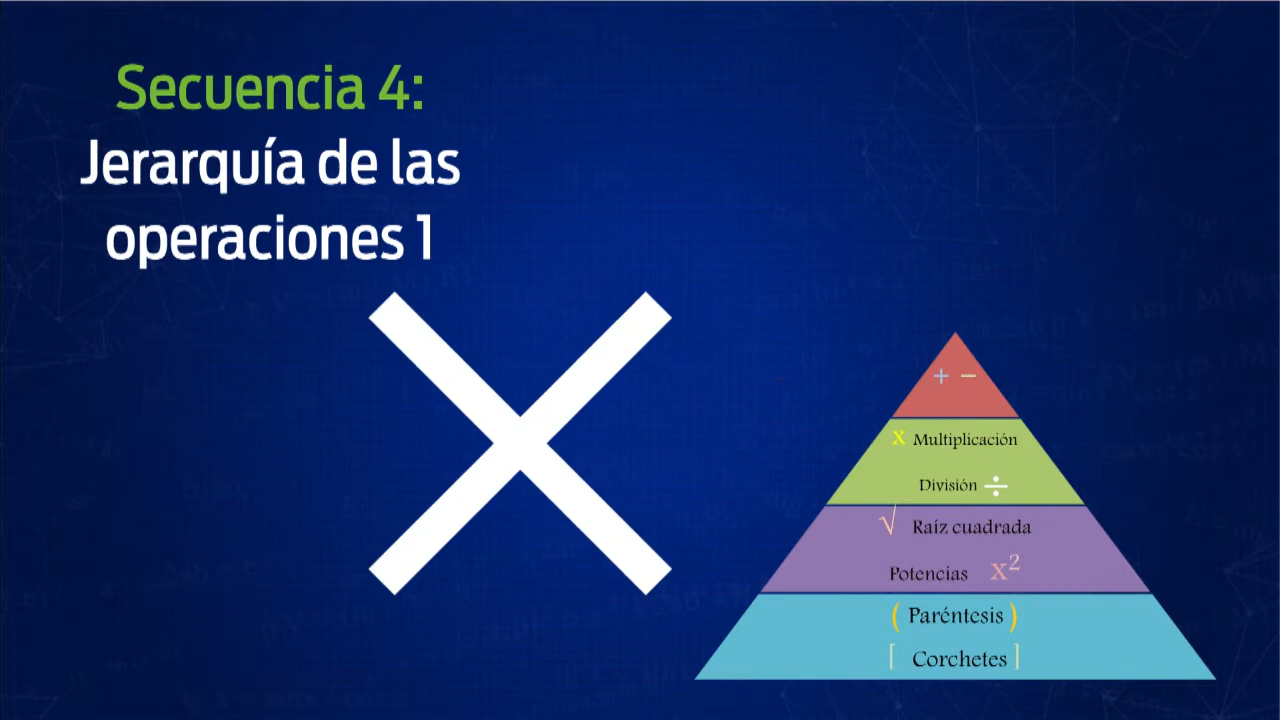 Secuencia 4:
Jerarquía de las
operaciones 1
+ −
x Multiplicación
División ÷
√ Raíz cuadrada
Potencias x²
( Paréntesis )
[ Corchetes ]